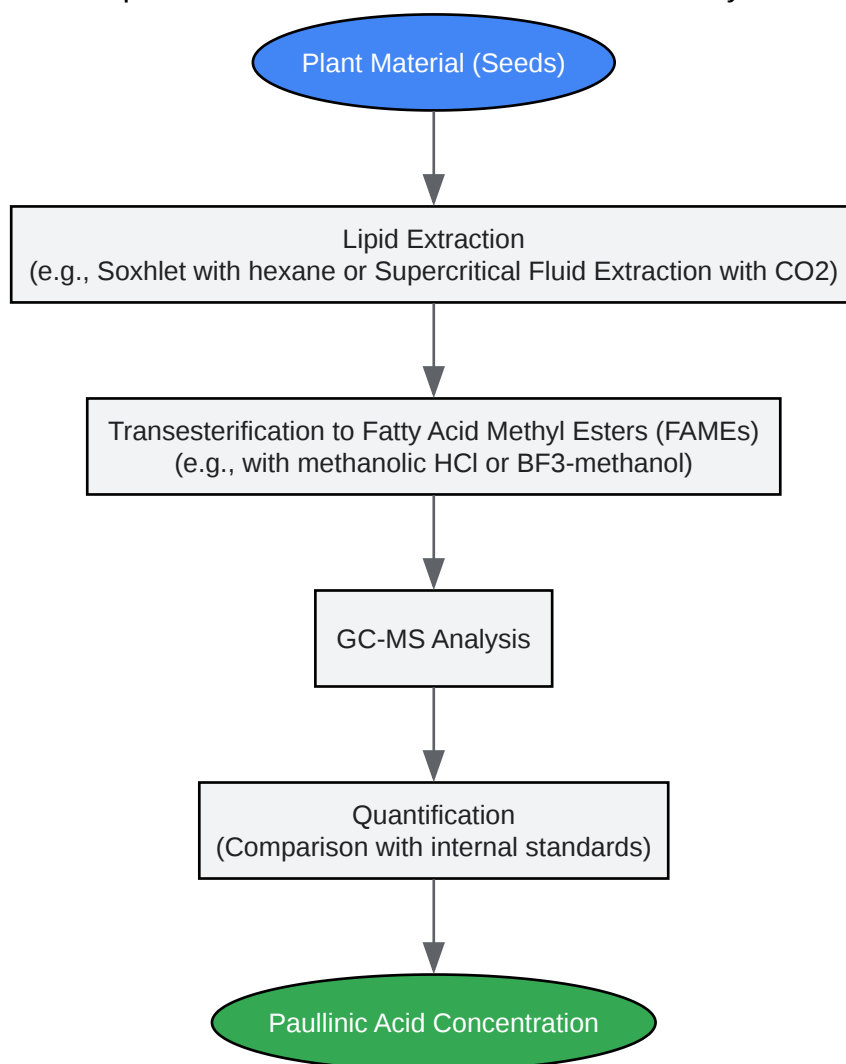 Plant Material (Seeds)
Lipid Extraction
(e.g., Soxhlet with hexane or Supercritical Fluid Extraction with CO2)
Transesterification to Fatty Acid Methyl Esters (FAMEs)
(e.g., with methanolic HCl or BF3-methanol)
GC-MS Analysis
Quantification
(Comparison with internal standards)
Paullinic Acid Concentration